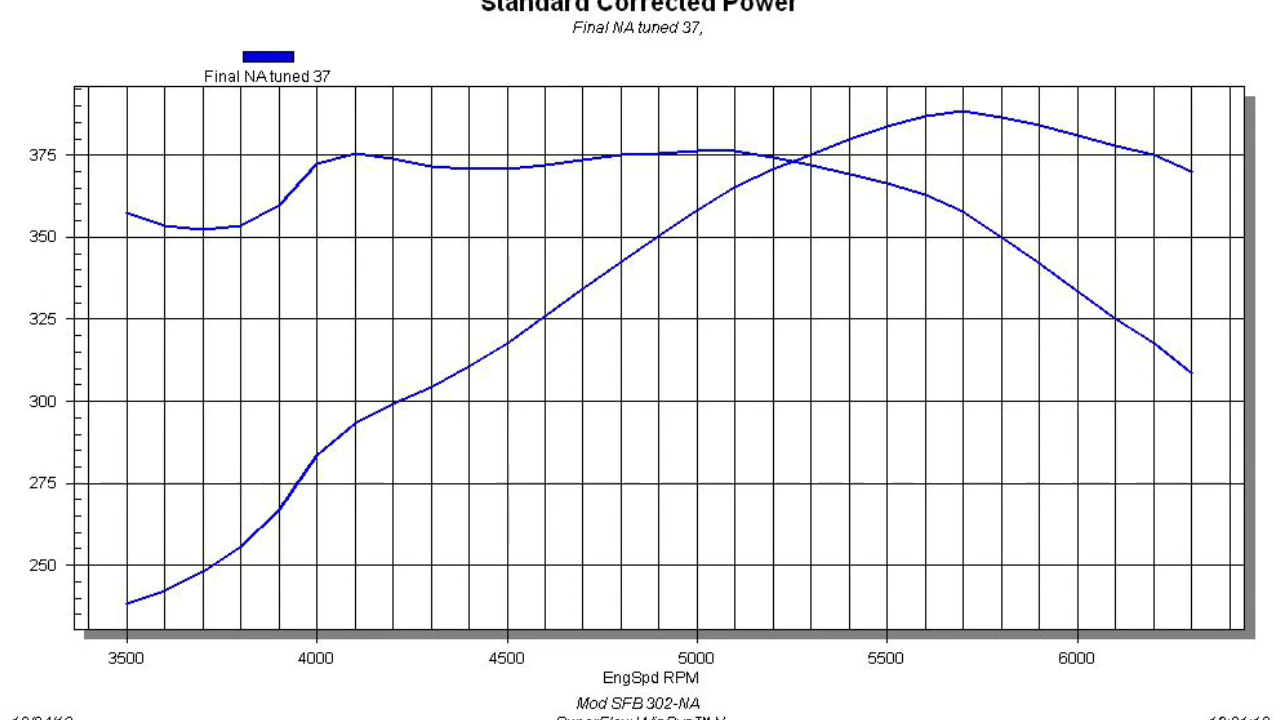 Standard Corrected Power
Final NA tuned 37,
Final NA tuned 37
375
350
325
300
275
250
3500 4000 4500 5000 5500 6000
EngSpd RPM
Mod SFB 302-NA